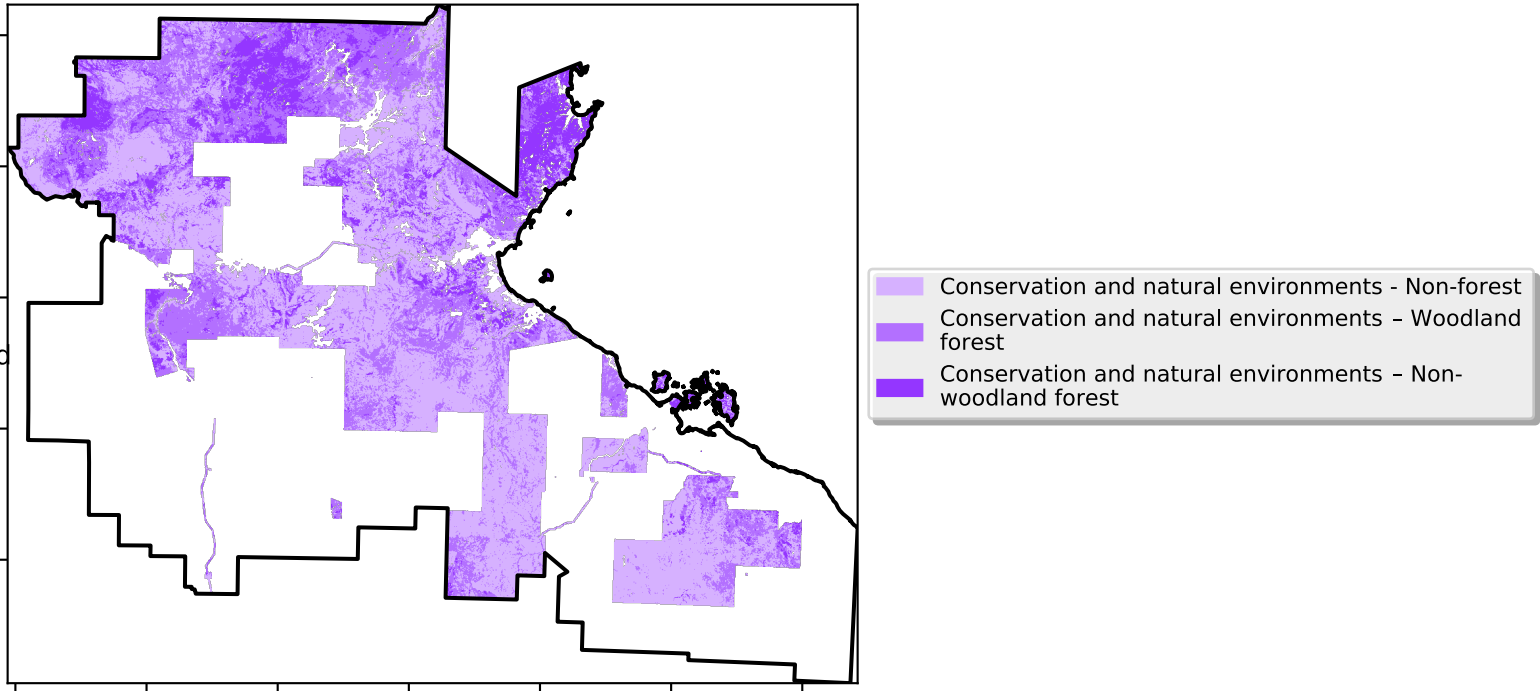 d
Conservation and natural environments - Non-forest
Conservation and natural environments – Woodland
forest
Conservation and natural environments – Non-
woodland forest